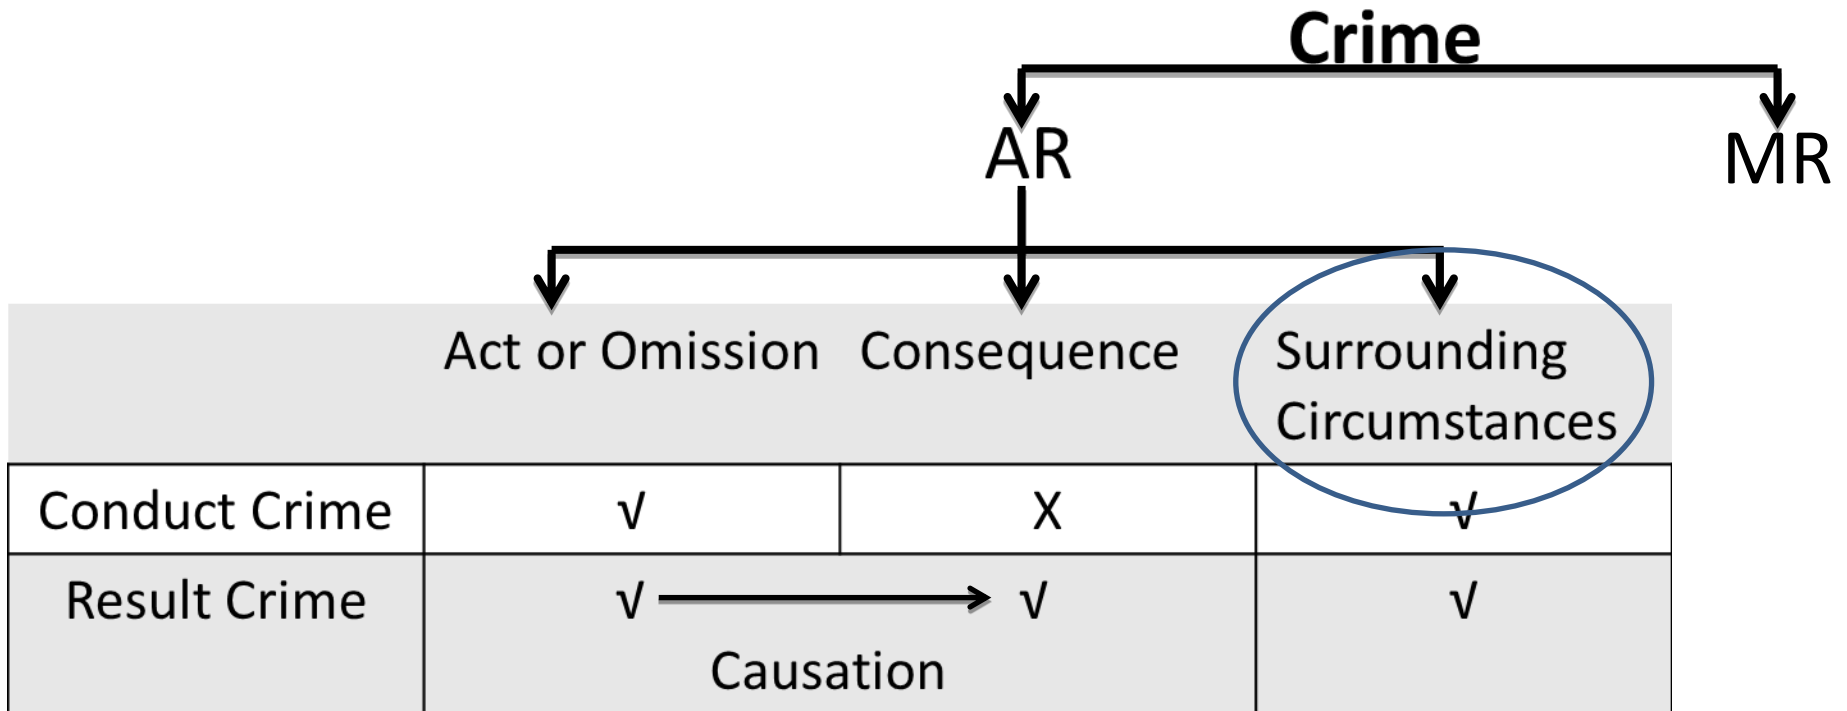 Crime
AR
MR
Act or Omission Consequence Surrounding
Circumstances
Conduct Crime √ X √
Result Crime √ √ √
Causation